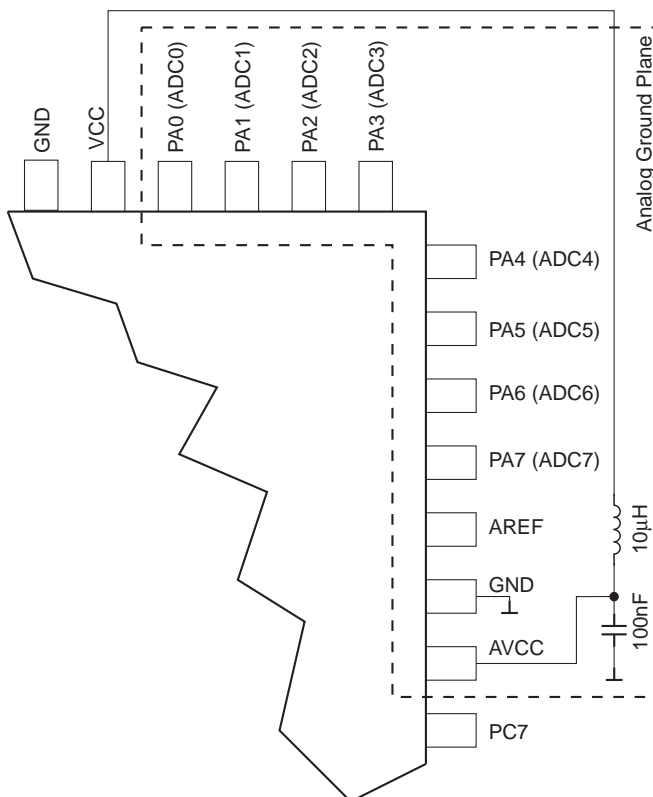 GND
VCC
PA0 (ADC0)
PA1 (ADC1)
PA2 (ADC2)
PA3 (ADC3)
Analog Ground Plane
PA4 (ADC4)
PA5 (ADC5)
PA6 (ADC6)
PA7 (ADC7)
AREF
10μH
GND
100nF
AVCC
PC7